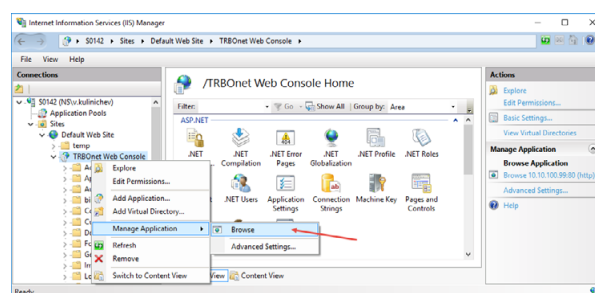 Internet Information Services (IIS) Manager
S0142 Sites Default Web Site TRBOnet Web Console
File View Help
Connections
S0142 (NS\v.kulinichev)
Application Pools
Sites
Default Web Site
temp
TRBOnet Web Console
Explore
Edit Permissions...
Add Application...
Add Virtual Directory...
Manage Application
Refresh
Remove
Switch to Content View
Browse
Advanced Settings...
/TRBOnet Web Console Home
Filter: Go Show All Group by: Area
ASP.NET
.NET
.NET Compilation
.NET Error Pages
.NET Globalization
.NET Profile
.NET Roles
.NET Users
Application Settings
Connection Strings
Machine Key
Pages and Controls
View Content View
Actions
Explore
Edit Permissions...
Basic Settings...
View Virtual Directories
Manage Application
Browse Application
Browse 10.10.100.99:80 (http)
Advanced Settings...
Help
Ready